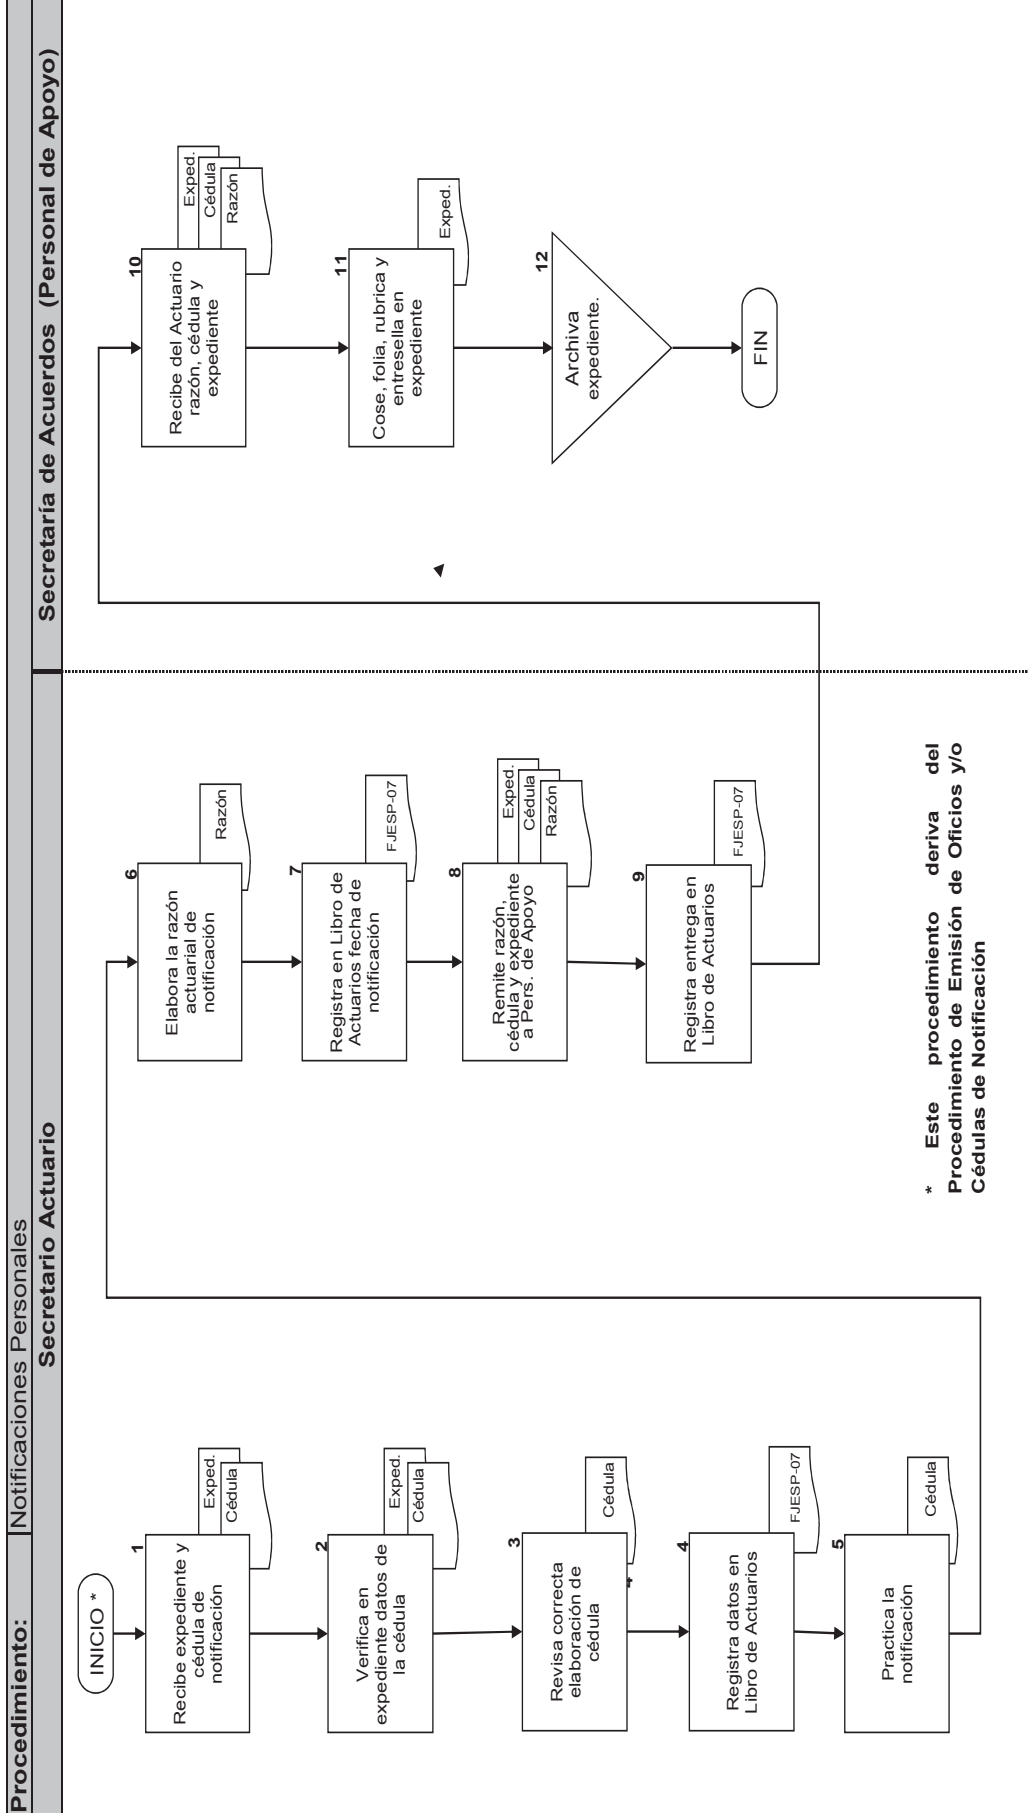 Procedimiento: Notificaciones Personales
Secretario Actuario
Secretaría de Acuerdos (Personal de Apoyo)
INICIO *
1
Recibe expediente y
cédula de
notificación
Exped.
Cédula
2
Verifica en
expediente datos de
la cédula
Exped.
Cédula
3
Revisa correcta
elaboración de
cédula
Cédula
4
Registra datos en
Libro de Actuarios
FJESP-07
5
Practica la
notificación
Cédula
6
Elabora la razón
actuarial de
notificación
Razón
7
Registra en Libro de
Actuarios fecha de
notificación
FJESP-07
8
Remite razón,
cédula y expediente
a Pers. de Apoyo
Exped.
Cédula
Razón
9
Registra entrega en
Libro de Actuarios
FJESP-07
* Este procedimiento deriva del
Procedimiento de Emisión de Oficios y/o
Cédulas de Notificación
10
Recibe del Actuario
razón, cédula y
expediente
Exped.
Cédula
Razón
11
Cose, folia, rubrica y
entresella en
expediente
Exped.
12
Archiva
expediente.
FIN